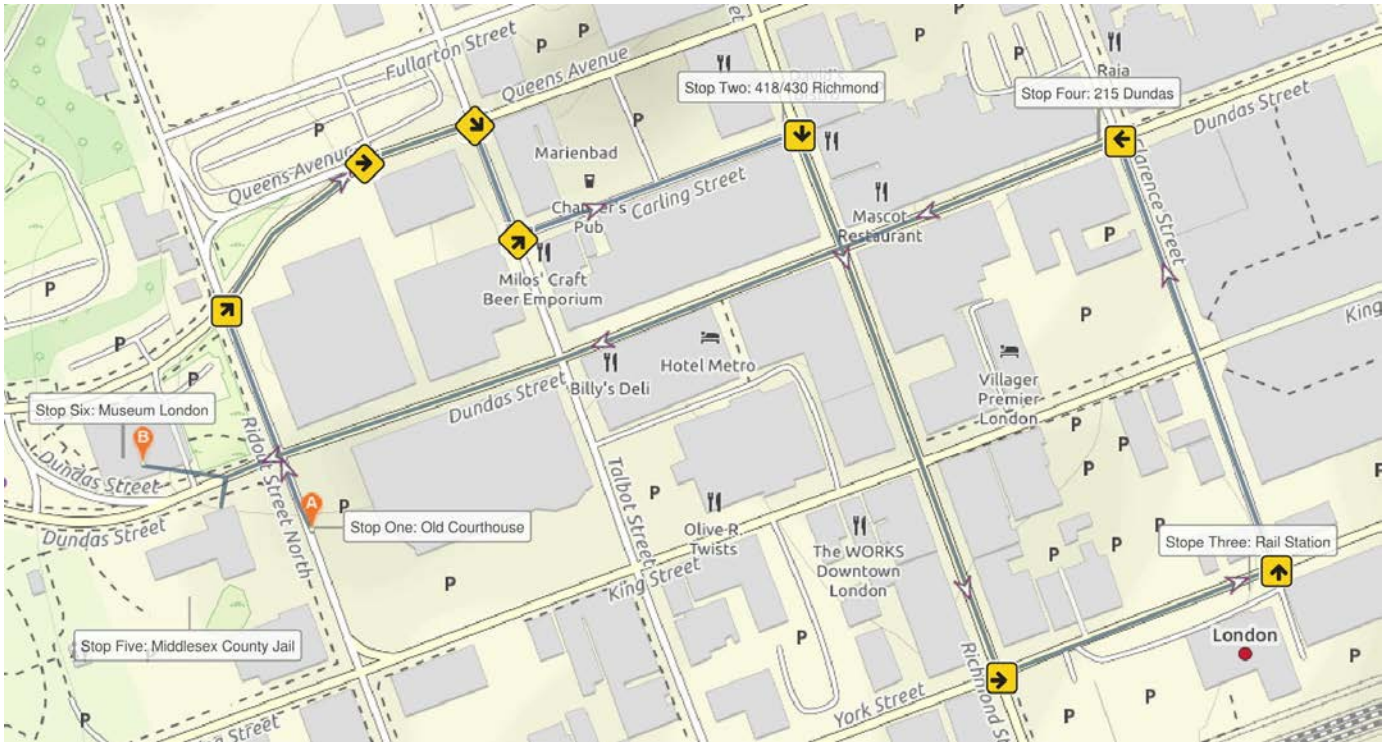 Fullarton Street
Queens Avenue
P
P
P
P
P
Stop Two: 418/430 Richmond
Raja
Stop Four: 215 Dundas
Dundas Street
P
P
Queens Avenue
Marienbad
Carling Street
Pub
Clarence Street
Mascot
Restaurant
P
Milos' Craft
Beer Emporium
P
P
King
P
P
Hotel Metro
Billy's Deli
Dundas Street
Villager
Premier
London
Stop Six: Museum London
B
Ridout Street North
P
P
P
Dundas Street
A
P
Stop One: Old Courthouse
Talbot Street
P
Olive R.
Twists
The WORKS
Downtown
London
P
P
P
Stope Three: Rail Station
Dundas Street
P
King Street
Stop Five: Middlesex County Jail
P
London
P
Richmond St
York Street
P
P
P